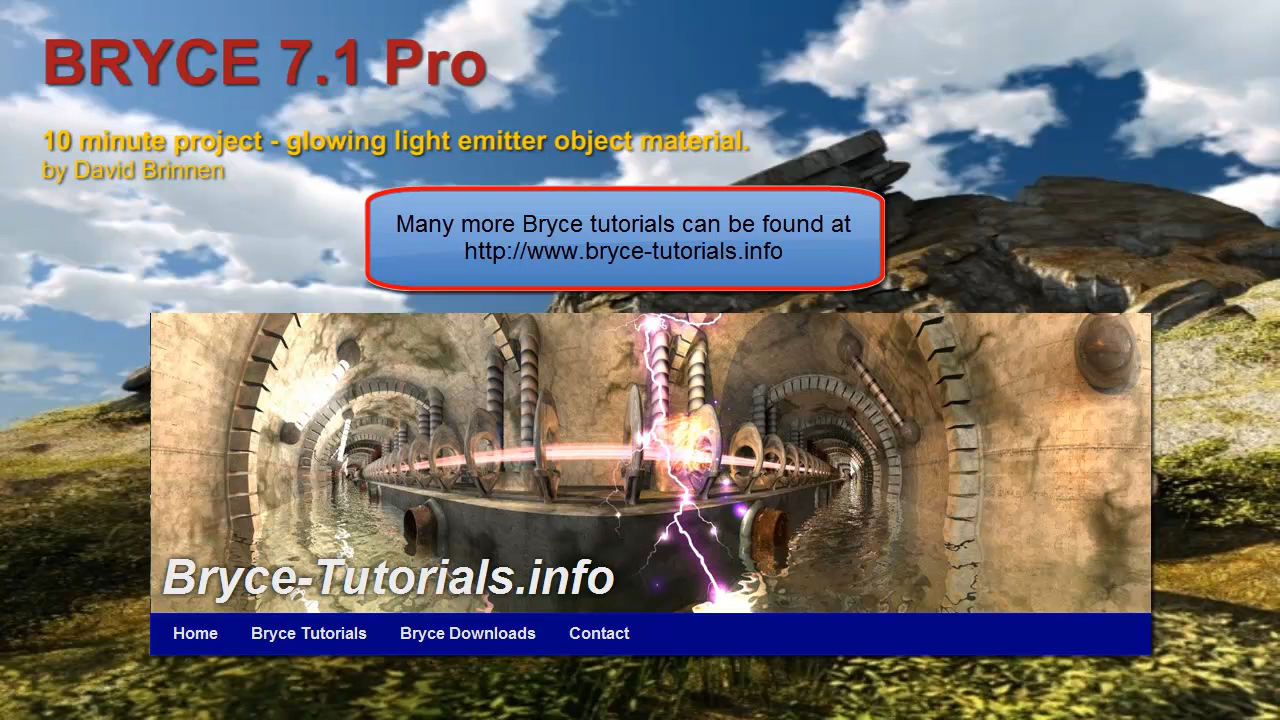 BRYCE 7.1 Pro
10 minute project - glowing light emitter object material.
by David Brinnen
Many more Bryce tutorials can be found at
http://www.bryce-tutorials.info
Bryce-Tutorials.info
Home Bryce Tutorials Bryce Downloads Contact